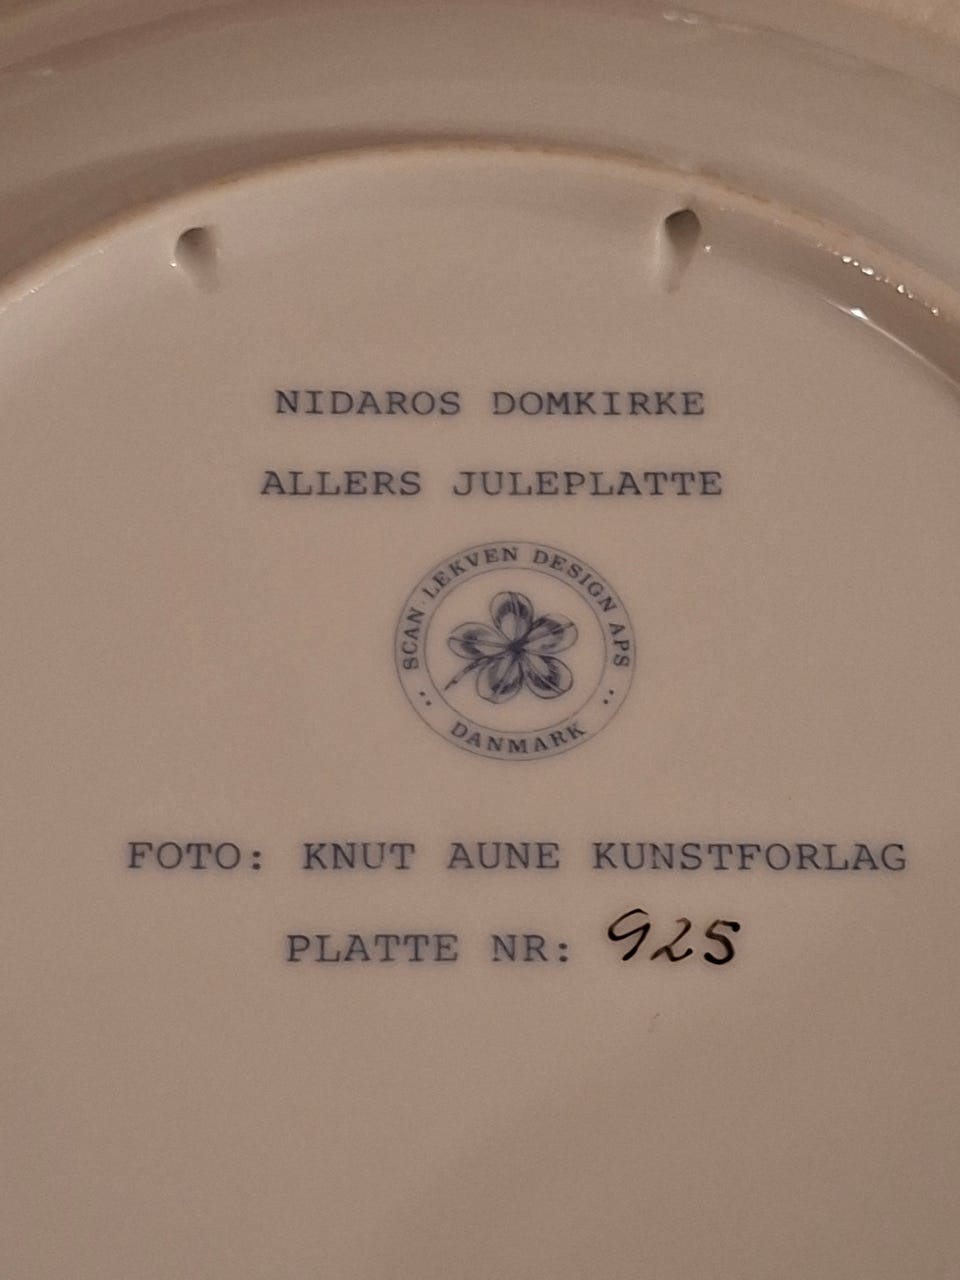 NIDAROS DOMKIRKE
ALLERS JULEPLATTE
SCAN·LEKVEN DESIGN APS
DANMARK
FOTO: KNUT AUNE KUNSTFORLAG
PLATTE NR: 925